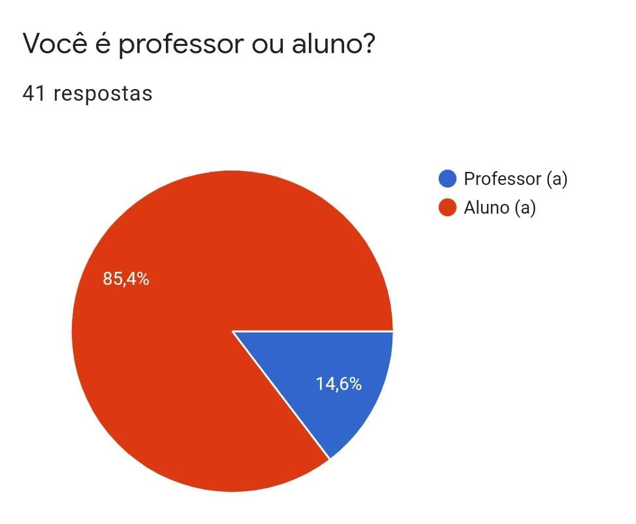 Você é professor ou aluno?
41 respostas
Professor (a)
Aluno (a)
85,4%
14,6%